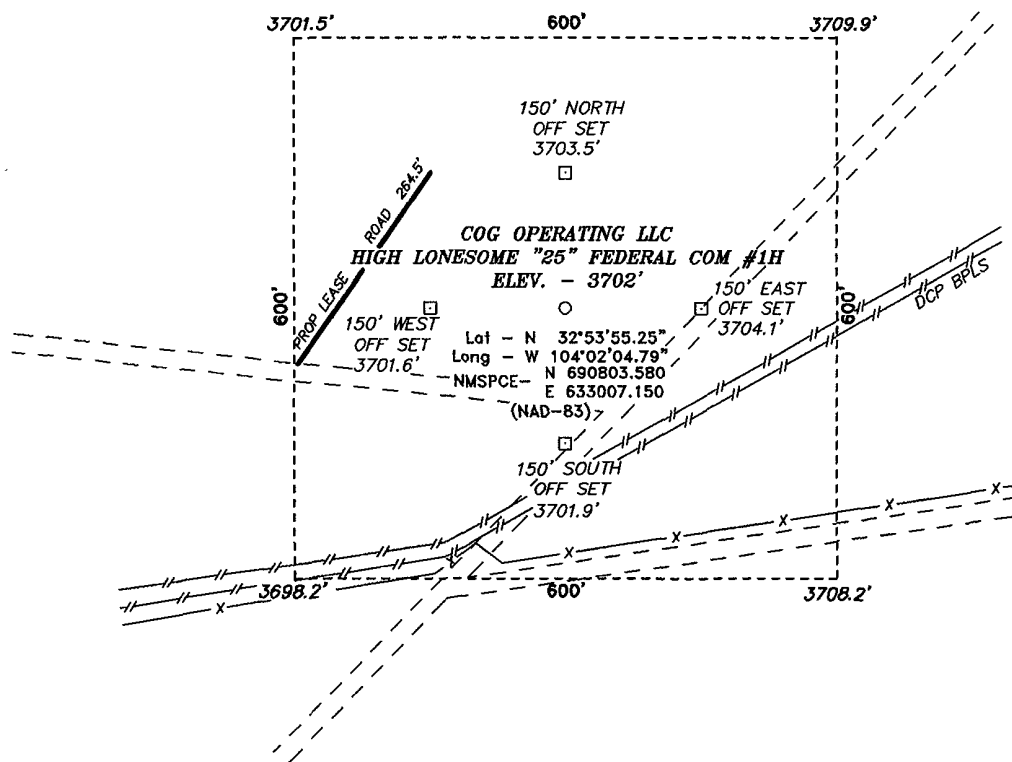 3701.5'
600'
3709.9'
150' NORTH
OFF SET
3703.5'
PROP LEASE ROAD 264.5'
COG OPERATING LLC
HIGH LONESOME "25" FEDERAL COM #1H
ELEV. - 3702'
600'
150' WEST
OFF SET
3701.6'
150' EAST
OFF SET
3704.1'
600'
DCP BPLS
Lat - N 32°53'55.25"
Long - W 104°02'04.79"
NMSPCE- N 690803.580
E 633007.150
(NAD-83)
150' SOUTH
OFF SET
3701.9'
3698.2'
600'
3708.2'